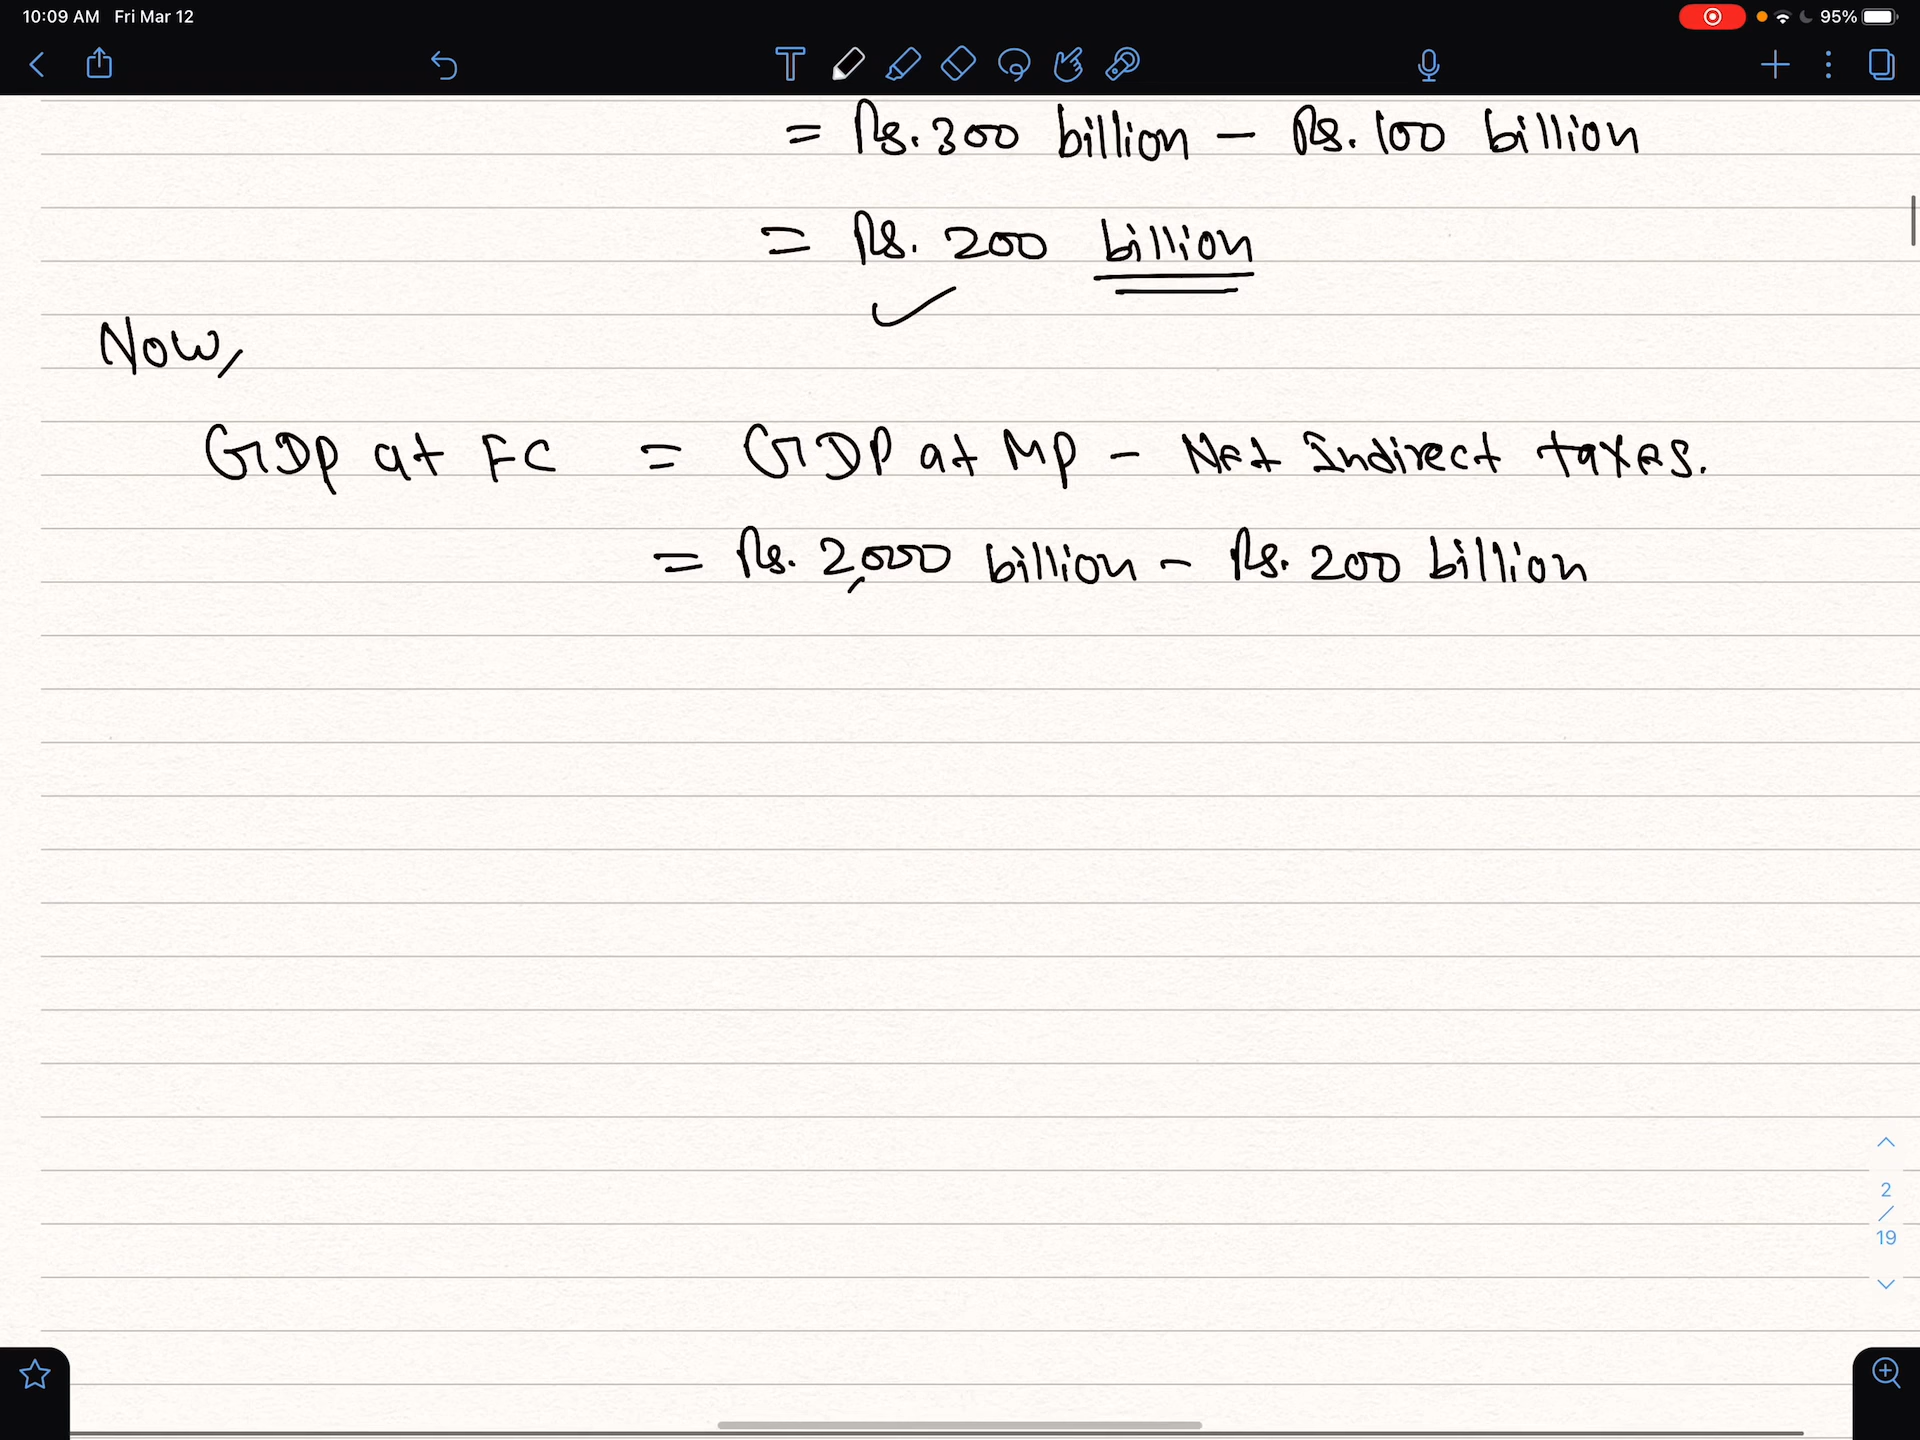 10:09 AM Fri Mar 12 95%
= Rs. 300 billion - Rs. 100 billion
= Rs. 200 billion
Now,
GDP at FC = GDP at MP - Net Indirect taxes.
= Rs. 2,000 billion - Rs. 200 billion
2
/
19